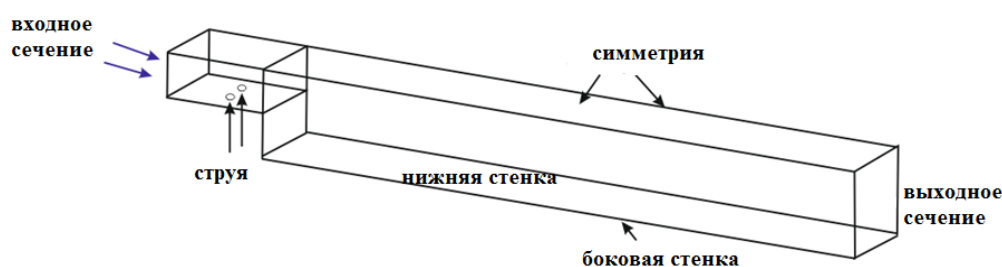 входное
сечение
симметрия
струя
нижняя стенка
выходное
сечение
боковая стенка